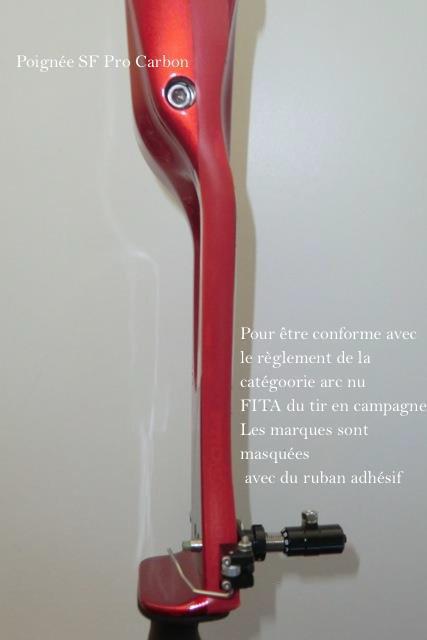 Poignée SF Pro Carbon
Pour être conforme avec
le règlement de la
catégoorie arc nu
FITA du tir en campagne
Les marques sont
masquées
avec du ruban adhésif